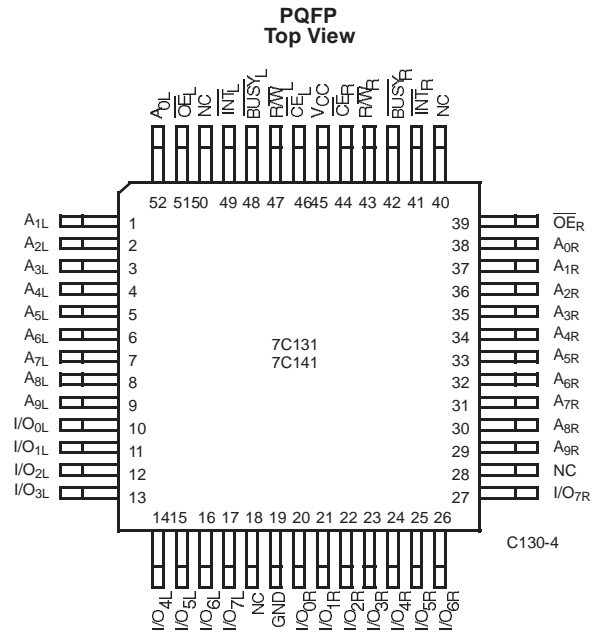 PQFP
Top View
A0L
OEL
NC
INTL
BUSYL
R/WL
CEL
VCC
CER
R/WR
BUSYR
INTR
NC
52 51 50 49 48 47 46 45 44 43 42 41 40
A1L 1
A2L 2
A3L 3
A4L 4
A5L 5
A6L 6
A7L 7
A8L 8
A9L 9
I/O0L 10
I/O1L 11
I/O2L 12
I/O3L 13
7C131
7C141
39 OER
38 A0R
37 A1R
36 A2R
35 A3R
34 A4R
33 A5R
32 A6R
31 A7R
30 A8R
29 A9R
28 NC
27 I/O7R
14 15 16 17 18 19 20 21 22 23 24 25 26
I/O4L
I/O5L
I/O6L
I/O7L
NC
GND
I/O0R
I/O1R
I/O2R
I/O3R
I/O4R
I/O5R
I/O6R
C130-4